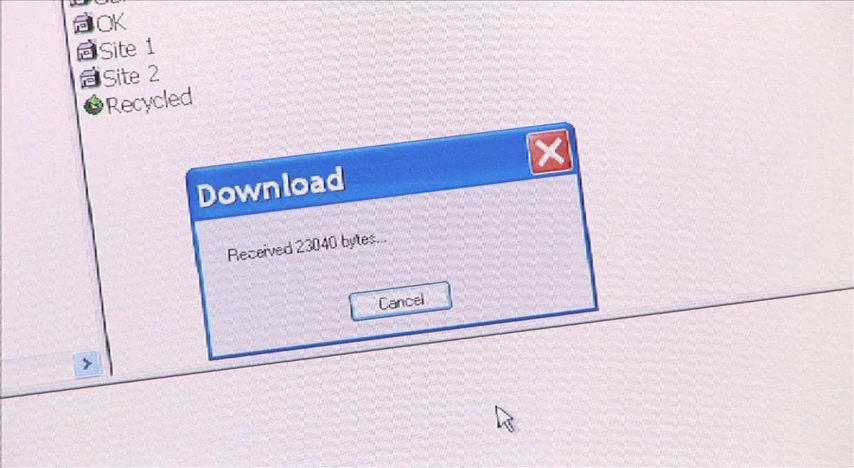 OK
Site 1
Site 2
Recycled
Download
Received 23040 bytes...
Cancel